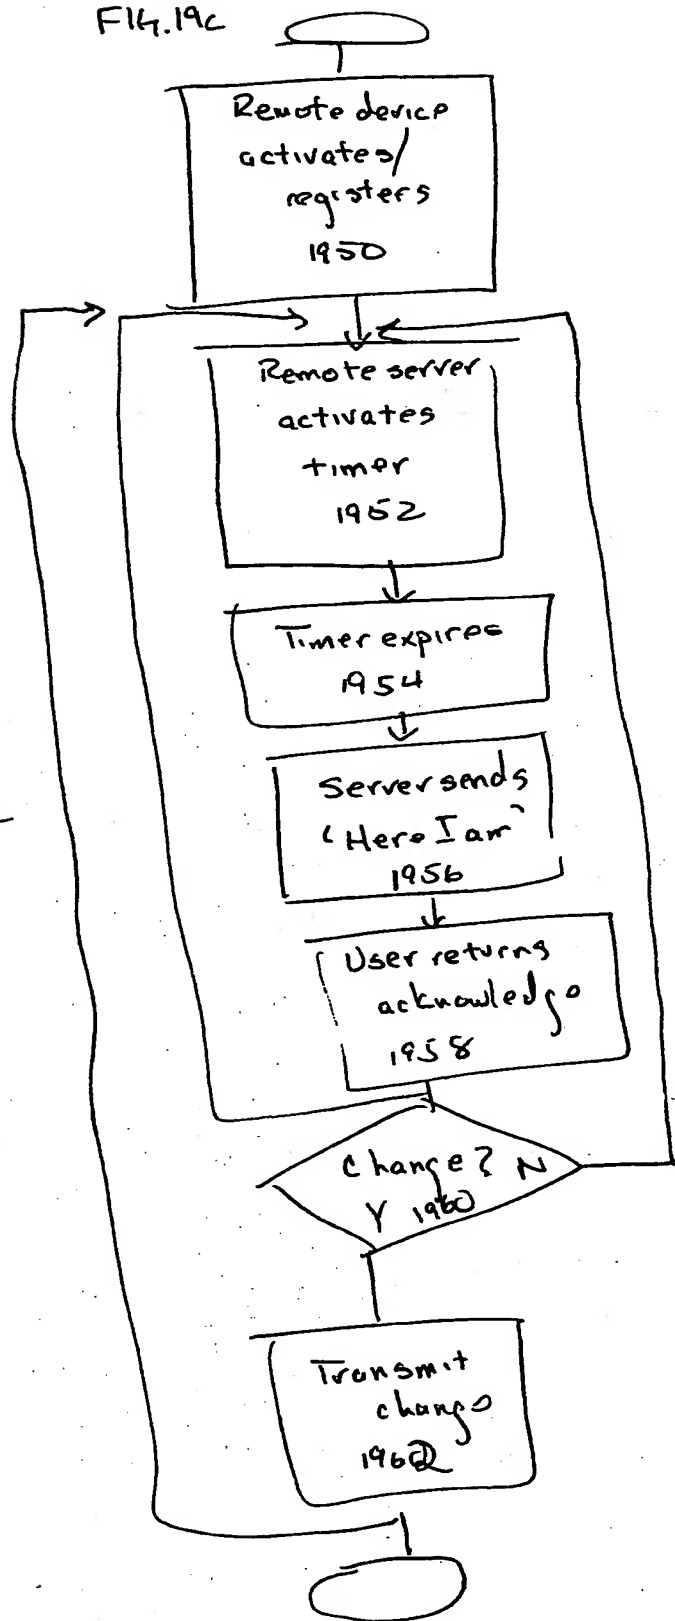 FIG.19c
Remote device
activates/
registers
1950
Remote server
activates
timer
1952
Timer expires
1954
Server sends
'Here I am'
1956
User returns
acknowledge
1958
Change? N
Y 1960
Transmit
change
1962